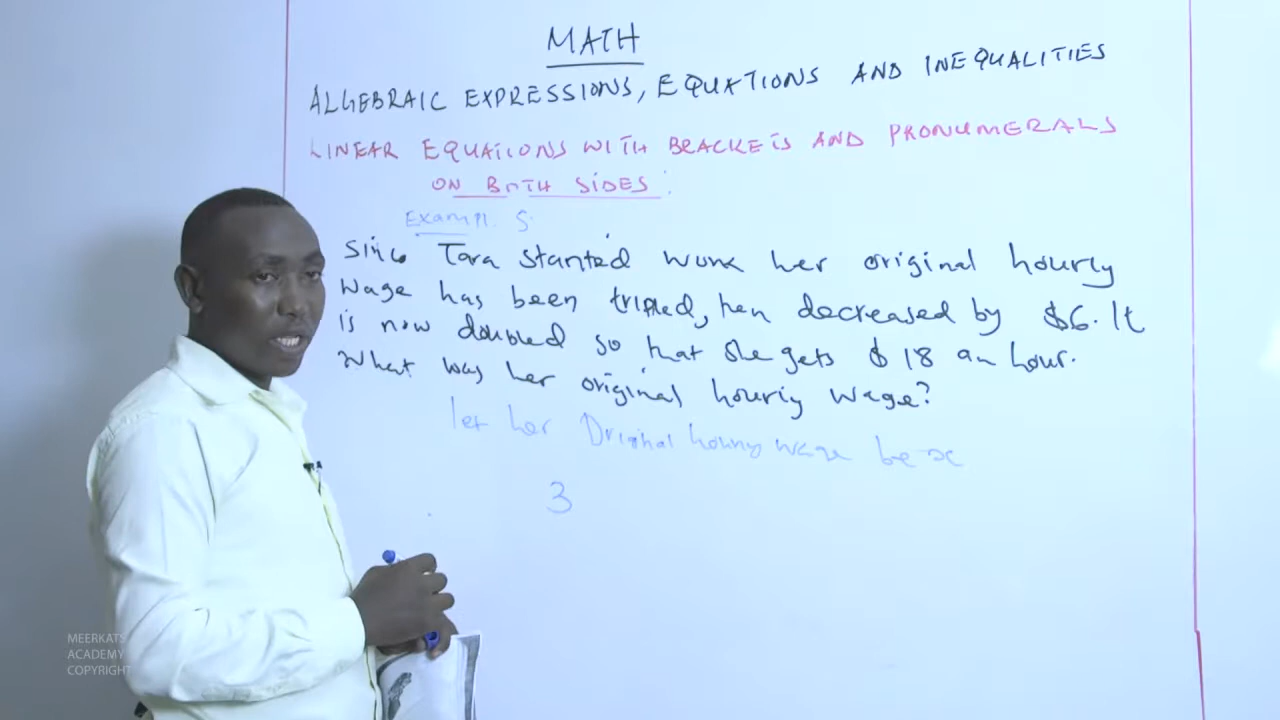 MATH
ALGEBRAIC EXPRESSIONS, EQUATIONS AND INEQUALITIES
LINEAR EQUATIONS WITH BRACKETS AND PRONUMERALS
ON BOTH SIDES:
Exampl. 5.
Since Tara started work her original hourly
wage has been tripled, then decreased by $6. It
is now doubled so that she gets $18 an hour.
What was her original hourly wage?
let her Original hourly wage be x
3
MEERKATS
ACADEMY
COPYRIGHT